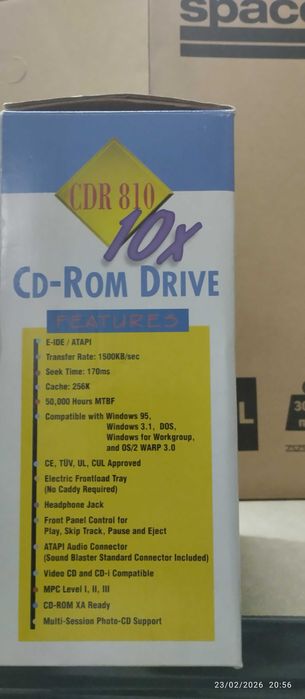 space
CDR 810
10x
CD-ROM DRIVE
FEATURES
E-IDE / ATAPI
Transfer Rate: 1500KB/sec
Seek Time: 170ms
Cache: 256K
50,000 Hours MTBF
Compatible with Windows 95,
Windows 3.1, DOS,
Windows for Workgroup,
and OS/2 WARP 3.0
CE, TÜV, UL, CUL Approved
Electric Frontload Tray
(No Caddy Required)
Headphone Jack
Front Panel Control for
Play, Skip Track, Pause and Eject
ATAPI Audio Connector
(Sound Blaster Standard Connector Included)
Video CD and CD-i Compatible
MPC Level I, II, III
CD-ROM XA Ready
Multi-Session Photo-CD Support
L
30
23/02/2026 20:56